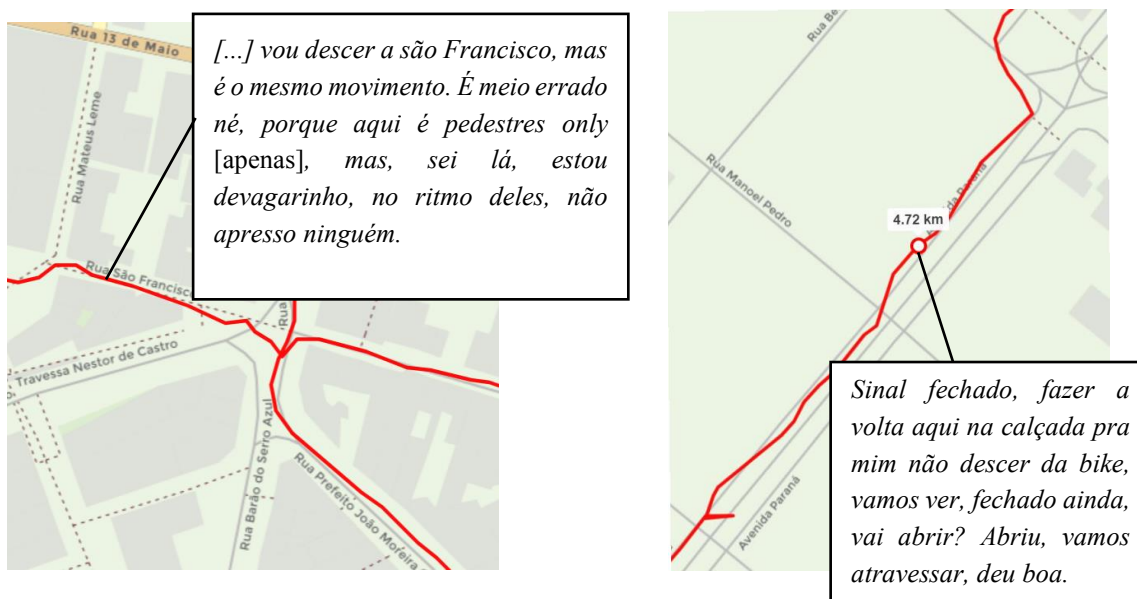 Rua 13 de Maio
Rua Mateus Leme
[...] vou descer a são Francisco, mas
é o mesmo movimento. É meio errado
né, porque aqui é pedestres only
[apenas], mas, sei lá, estou
devagarinho, no ritmo deles, não
apresso ninguém.
Rua São Francisco
Rua
Travessa Nestor de Castro
Rua Barão do Serro Azul
Rua Prefeito João Moreira
Rua Be
Rua Manoel Pedro
Paraná
4.72 km
Avenida Paraná
Sinal fechado, fazer a
volta aqui na calçada pra
mim não descer da bike,
vamos ver, fechado ainda,
vai abrir? Abriu, vamos
atravessar, deu boa.